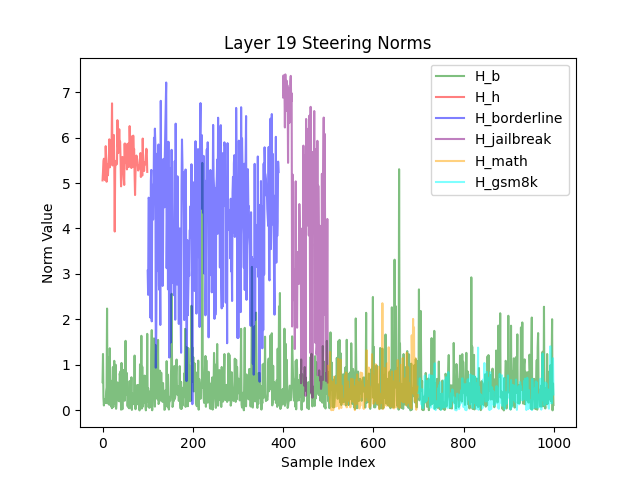 Layer 19 Steering Norms
H_b
H_h
H_borderline
H_jailbreak
H_math
H_gsm8k
Norm Value
7
6
5
4
3
2
1
0
0
200
400
600
800
1000
Sample Index